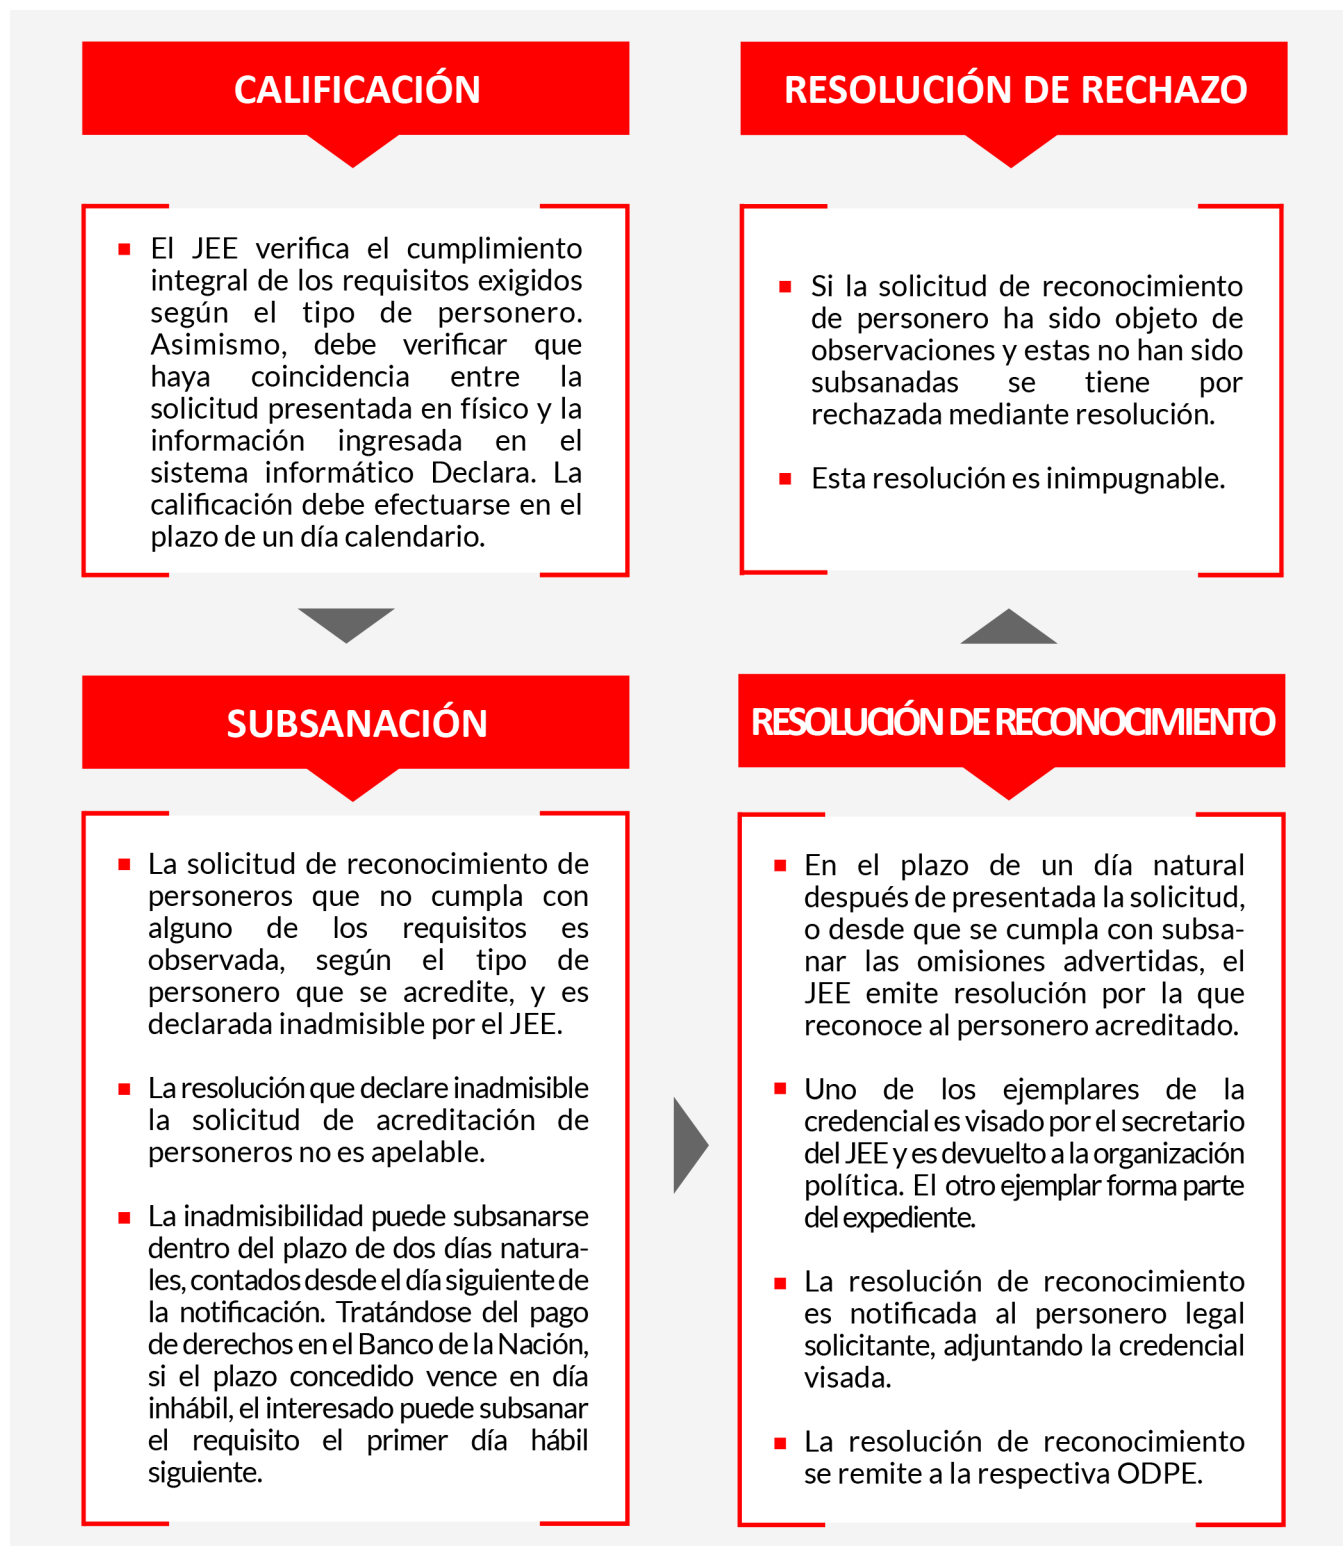 CALIFICACIÓN
El JEE verifica el cumplimiento
integral de los requisitos exigidos
según el tipo de personero.
Asimismo, debe verificar que
haya coincidencia entre la
solicitud presentada en físico y la
información ingresada en el
sistema informático Declara. La
calificación debe efectuarse en el
plazo de un día calendario.
SUBSANACIÓN
La solicitud de reconocimiento de
personeros que no cumpla con
alguno de los requisitos es
observada, según el tipo de
personero que se acredite, y es
declarada inadmisible por el JEE.
La resolución que declare inadmisible
la solicitud de acreditación de
personeros no es apelable.
La inadmisibilidad puede subsanarse
dentro del plazo de dos días natura-
les, contados desde el día siguiente de
la notificación. Tratándose del pago
de derechos en el Banco de la Nación,
si el plazo concedido vence en día
inhábil, el interesado puede subsanar
el requisito el primer día hábil
siguiente.
RESOLUCIÓN DE RECONOCIMIENTO
En el plazo de un día natural
después de presentada la solicitud,
o desde que se cumpla con subsa-
nar las omisiones advertidas, el
JEE emite resolución por la que
reconoce al personero acreditado.
Uno de los ejemplares de la
credencial es visado por el secretario
del JEE y es devuelto a la organización
política. El otro ejemplar forma parte
del expediente.
La resolución de reconocimiento
es notificada al personero legal
solicitante, adjuntando la credencial
visada.
La resolución de reconocimiento
se remite a la respectiva ODPE.
RESOLUCIÓN DE RECHAZO
Si la solicitud de reconocimiento
de personero ha sido objeto de
observaciones y estas no han sido
subsanadas se tiene por
rechazada mediante resolución.
Esta resolución es inimpugnable.